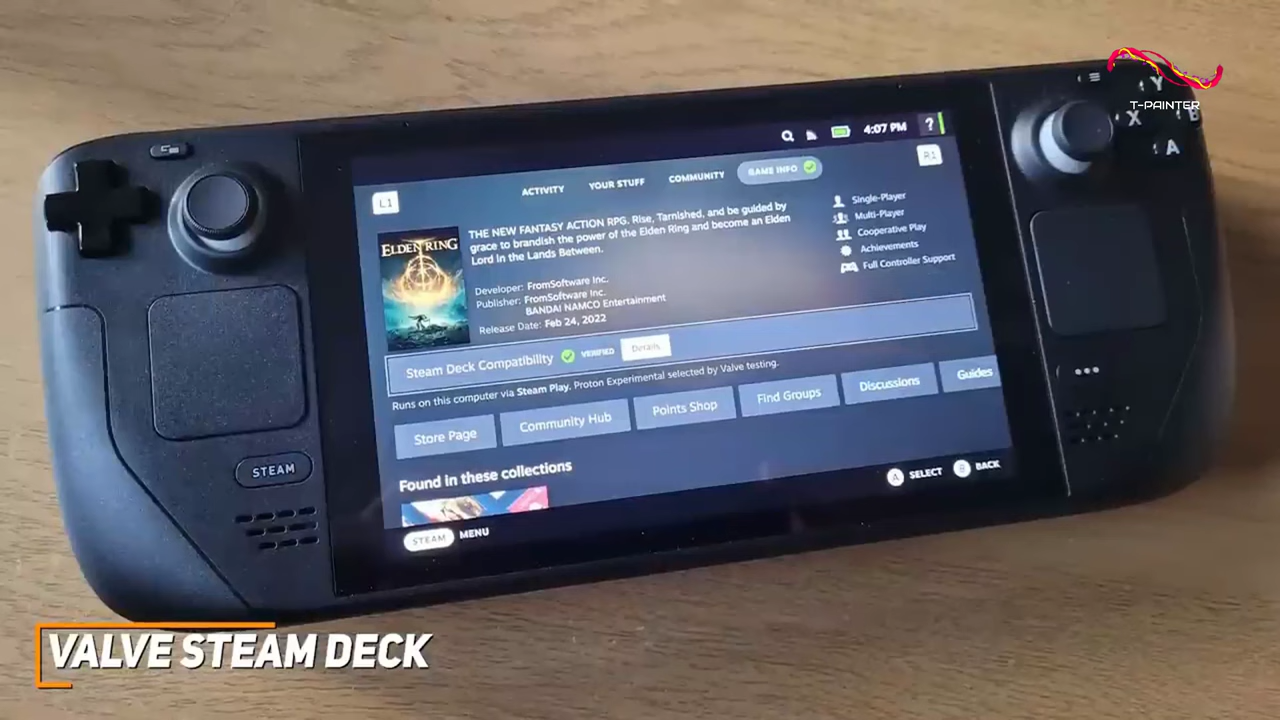 T-PAINTER
Y
X
B
A
4:07 PM
?
L1
ACTIVITY
YOUR STUFF
COMMUNITY
GAME INFO
R1
ELDEN RING
THE NEW FANTASY ACTION RPG. Rise, Tarnished, and be guided by
grace to brandish the power of the Elden Ring and become an Elden
Lord in the Lands Between.
Developer: FromSoftware Inc.
Publisher: FromSoftware Inc.
BANDAI NAMCO Entertainment
Release Date: Feb 24, 2022
Single-Player
Multi-Player
Cooperative Play
Achievements
Full Controller Support
Steam Deck Compatibility VERIFIED Details
Runs on this computer via Steam Play. Proton Experimental selected by Valve testing.
Store Page
Community Hub
Points Shop
Find Groups
Discussions
Guides
Found in these collections
STEAM
STEAM MENU
A SELECT B BACK
VALVE STEAM DECK